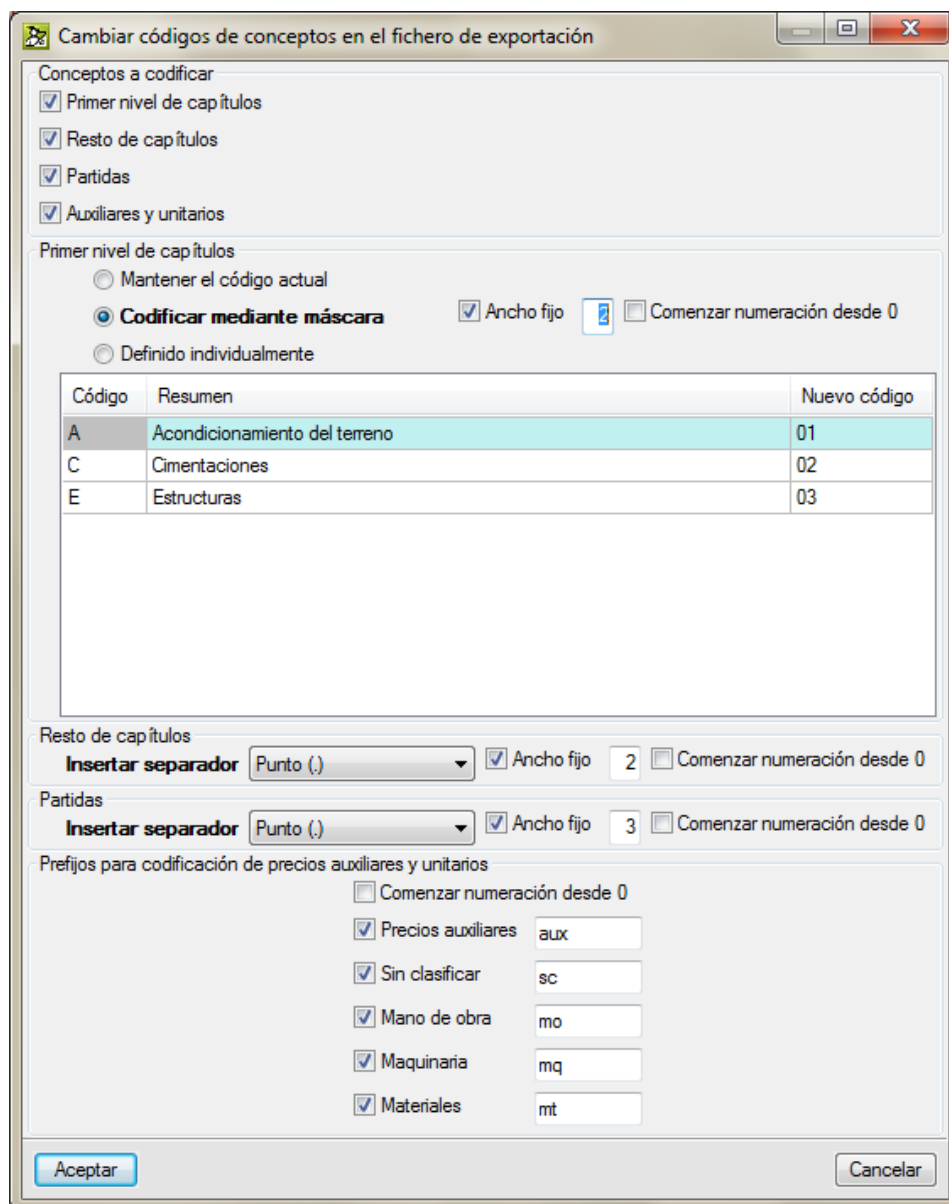 Cambiar códigos de conceptos en el fichero de exportación
Conceptos a codificar
Primer nivel de capítulos
Resto de capítulos
Partidas
Auxiliares y unitarios
Primer nivel de capítulos
Mantener el código actual
Codificar mediante máscara Ancho fijo 2 Comenzar numeración desde 0
Definido individualmente
Código Resumen Nuevo código
A Acondicionamiento del terreno 01
C Cimentaciones 02
E Estructuras 03
Resto de capítulos
Insertar separador Punto (.) Ancho fijo 2 Comenzar numeración desde 0
Partidas
Insertar separador Punto (.) Ancho fijo 3 Comenzar numeración desde 0
Prefijos para codificación de precios auxiliares y unitarios
Comenzar numeración desde 0
Precios auxiliares aux
Sin clasificar sc
Mano de obra mo
Maquinaria mq
Materiales mt
Aceptar Cancelar